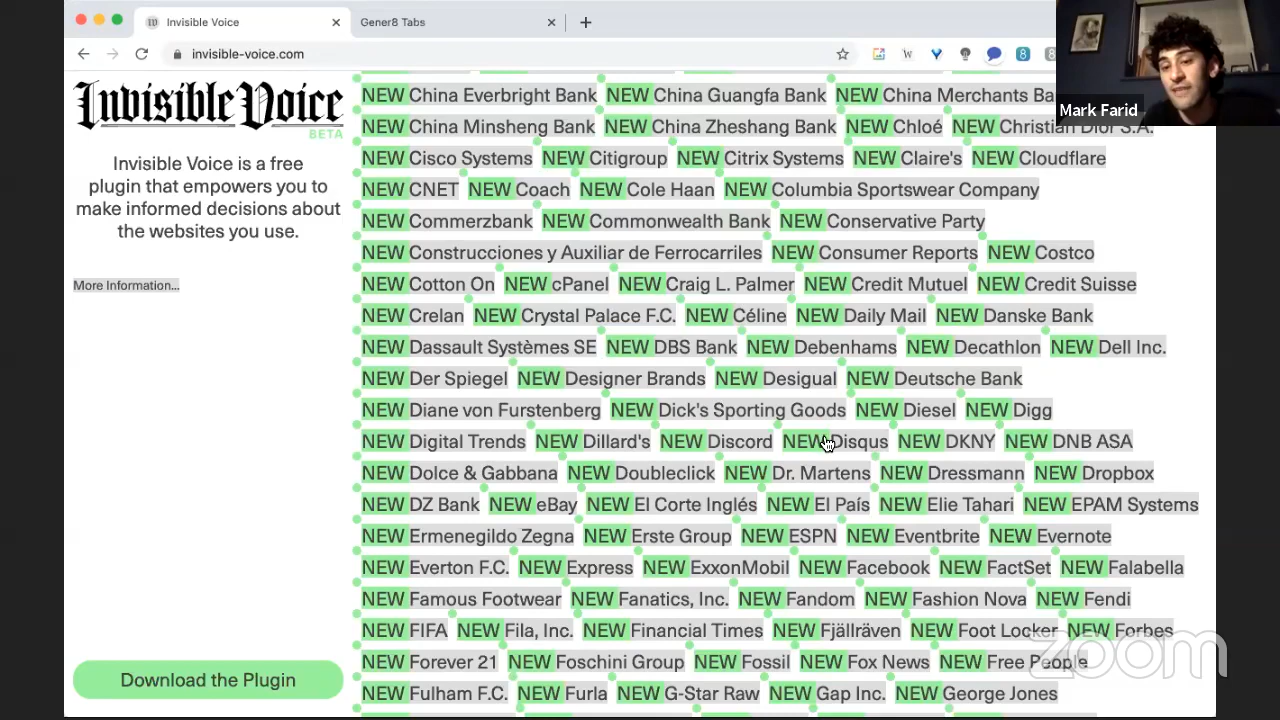 Invisible Voice
Gener8 Tabs
invisible-voice.com
Mark Farid
Invisible Voice
BETA
Invisible Voice is a free
plugin that empowers you to
make informed decisions about
the websites you use.
More Information...
Download the Plugin
NEW China Everbright Bank NEW China Guangfa Bank NEW China Merchants Ba
NEW China Minsheng Bank NEW China Zheshang Bank NEW Chloé NEW Christian Dior S.A.
NEW Cisco Systems NEW Citigroup NEW Citrix Systems NEW Claire's NEW Cloudflare
NEW CNET NEW Coach NEW Cole Haan NEW Columbia Sportswear Company
NEW Commerzbank NEW Commonwealth Bank NEW Conservative Party
NEW Construcciones y Auxiliar de Ferrocarriles NEW Consumer Reports NEW Costco
NEW Cotton On NEW cPanel NEW Craig L. Palmer NEW Credit Mutuel NEW Credit Suisse
NEW Crelan NEW Crystal Palace F.C. NEW Céline NEW Daily Mail NEW Danske Bank
NEW Dassault Systèmes SE NEW DBS Bank NEW Debenhams NEW Decathlon NEW Dell Inc.
NEW Der Spiegel NEW Designer Brands NEW Desigual NEW Deutsche Bank
NEW Diane von Furstenberg NEW Dick's Sporting Goods NEW Diesel NEW Digg
NEW Digital Trends NEW Dillard's NEW Discord NEW Disqus NEW DKNY NEW DNB ASA
NEW Dolce & Gabbana NEW Doubleclick NEW Dr. Martens NEW Dressmann NEW Dropbox
NEW DZ Bank NEW eBay NEW El Corte Inglés NEW El País NEW Elie Tahari NEW EPAM Systems
NEW Ermenegildo Zegna NEW Erste Group NEW ESPN NEW Eventbrite NEW Evernote
NEW Everton F.C. NEW Express NEW ExxonMobil NEW Facebook NEW FactSet NEW Falabella
NEW Famous Footwear NEW Fanatics, Inc. NEW Fandom NEW Fashion Nova NEW Fendi
NEW FIFA NEW Fila, Inc. NEW Financial Times NEW Fjällräven NEW Foot Locker NEW Forbes
NEW Forever 21 NEW Foschini Group NEW Fossil NEW Fox News NEW Free People
NEW Fulham F.C. NEW Furla NEW G-Star Raw NEW Gap Inc. NEW George Jones
zoom